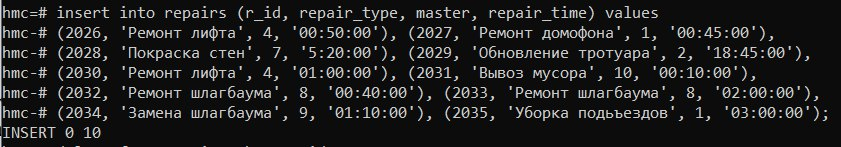 hmc=# insert into repairs (r_id, repair_type, master, repair_time) values
hmc-# (2026, 'Ремонт лифта', 4, '00:50:00'), (2027, 'Ремонт домофона', 1, '00:45:00'),
hmc-# (2028, 'Покраска стен', 7, '5:20:00'), (2029, 'Обновление тротуара', 2, '18:45:00'),
hmc-# (2030, 'Ремонт лифта', 4, '01:00:00'), (2031, 'Вывоз мусора', 10, '00:10:00'),
hmc-# (2032, 'Ремонт шлагбаума', 8, '00:40:00'), (2033, 'Ремонт шлагбаума', 8, '02:00:00'),
hmc-# (2034, 'Замена шлагбаума', 9, '01:10:00'), (2035, 'Уборка подьъездов', 1, '03:00:00');
INSERT 0 10